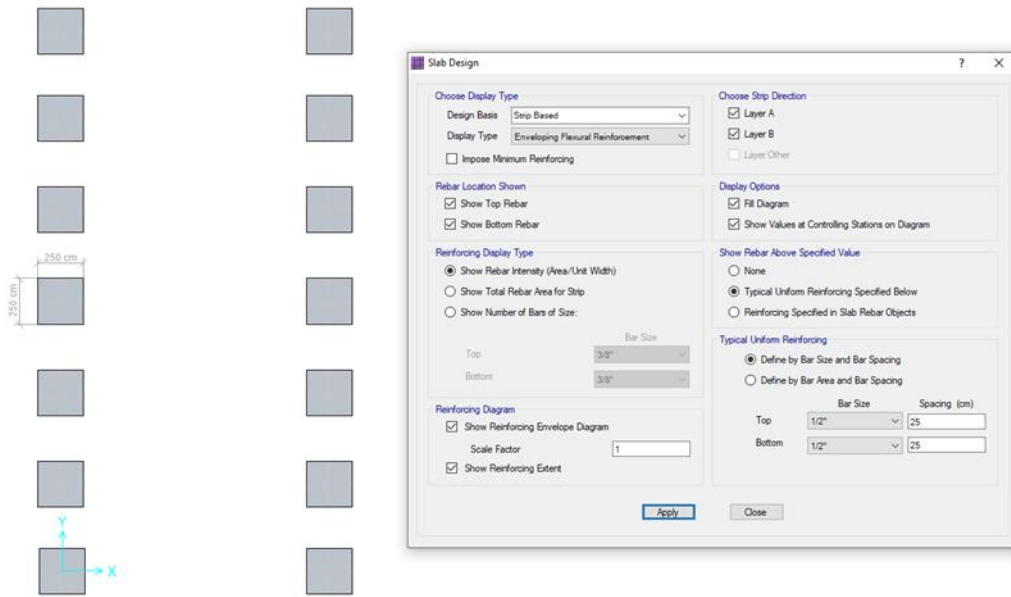 250 cm
250 cm
Y
X
Slab Design
?
Choose Display Type
Design Basis Strip Based
Display Type Enveloping Flexural Reinforcement
Impose Minimum Reinforcing
Rebar Location Shown
Show Top Rebar
Show Bottom Rebar
Reinforcing Display Type
Show Rebar Intensity (Area/Unit Width)
Show Total Rebar Area for Strip
Show Number of Bars of Size:
Bar Size
Top 3/8"
Bottom 3/8"
Reinforcing Diagram
Show Reinforcing Envelope Diagram
Scale Factor 1
Show Reinforcing Extent
Choose Strip Direction
Layer A
Layer B
Layer Other
Display Options
Fill Diagram
Show Values at Controlling Stations on Diagram
Show Rebar Above Specified Value
None
Typical Uniform Reinforcing Specified Below
Reinforcing Specified in Slab Rebar Objects
Typical Uniform Reinforcing
Define by Bar Size and Bar Spacing
Define by Bar Area and Bar Spacing
Bar Size Spacing (cm)
Top 1/2" 25
Bottom 1/2" 25
Apply Close